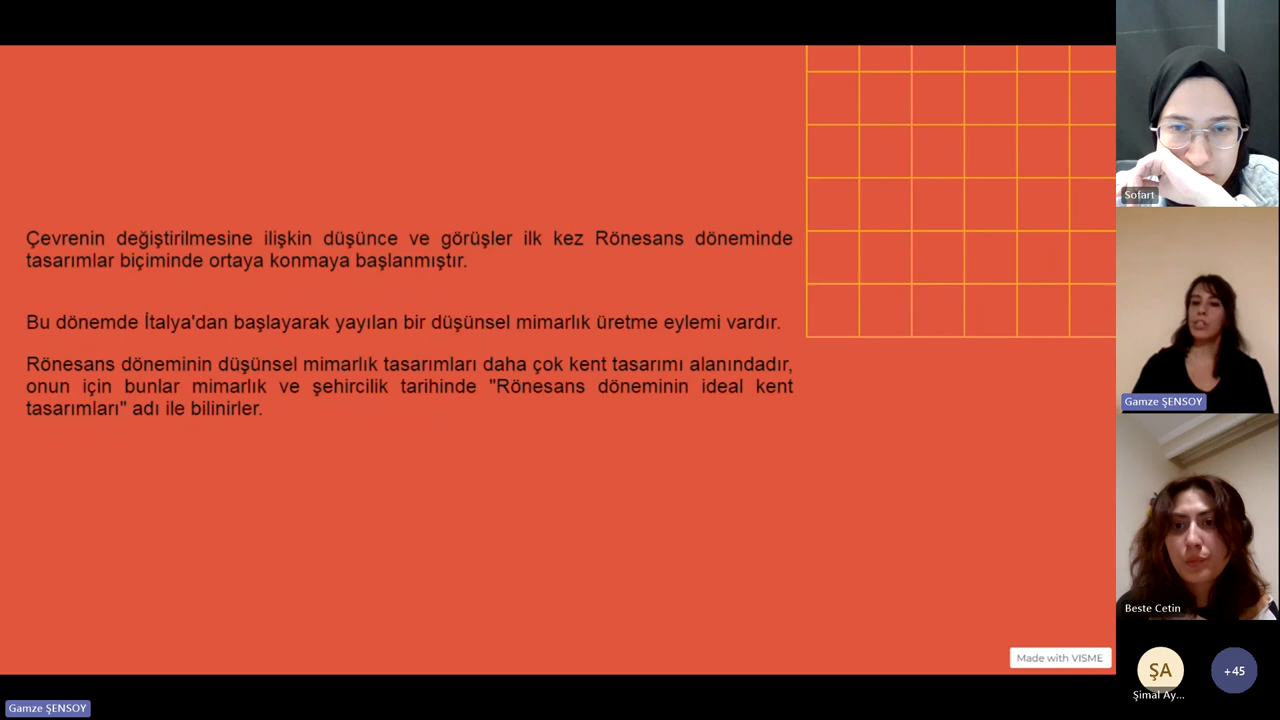 Çevrenin değiştirilmesine ilişkin düşünce ve görüşler ilk kez Rönesans döneminde
tasarımlar biçiminde ortaya konmaya başlanmıştır.
Bu dönemde İtalya'dan başlayarak yayılan bir düşünsel mimarlık üretme eylemi vardır.
Rönesans döneminin düşünsel mimarlık tasarımları daha çok kent tasarımı alanındadır,
onun için bunlar mimarlık ve şehircilik tarihinde "Rönesans döneminin ideal kent
tasarımları" adı ile bilinirler.
Made with VISME
Gamze ŞENSOY
Sofart
Gamze ŞENSOY
Beste Cetin
ŞA
Şimal Ay...
+45